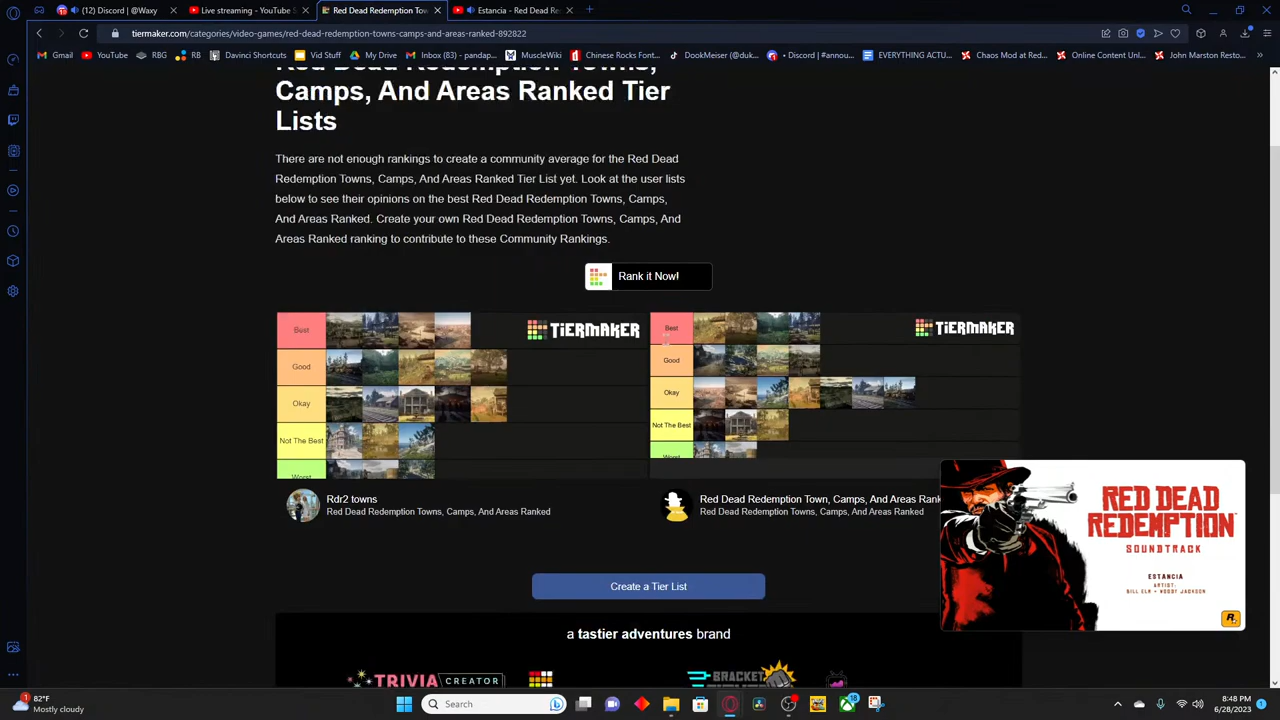 (12) Discord | @Waxy
Live streaming - YouTube S
Red Dead Redemption Tow
Estancia - Red Dead Re
tiermaker.com/categories/video-games/red-dead-redemption-towns-camps-and-areas-ranked-892822
Gmail
YouTube
RBG
RB
Davinci Shortcuts
Vid Stuff
My Drive
Inbox (83) - pandap...
MuscleWiki
Chinese Rocks Font...
DookMeiser (@duk...
• Discord | #annou...
EVERYTHING ACTU...
Chaos Mod at Red...
Online Content Unl...
John Marston Resto...
Red Dead Redemption Towns,
Camps, And Areas Ranked Tier
Lists
There are not enough rankings to create a community average for the Red Dead
Redemption Towns, Camps, And Areas Ranked Tier List yet. Look at the user lists
below to see their opinions on the best Red Dead Redemption Towns, Camps,
And Areas Ranked. Create your own Red Dead Redemption Towns, Camps, And
Areas Ranked ranking to contribute to these Community Rankings.
Rank it Now!
Best
TIERMAKER
Good
Okay
Not The Best
Worst
Best
TIERMAKER
Good
Okay
Not The Best
Worst
Rdr2 towns
Red Dead Redemption Towns, Camps, And Areas Ranked
Red Dead Redemption Town, Camps, And Areas Rank
Red Dead Redemption Towns, Camps, And Areas Ranked
RED DEAD
REDEMPTION
SOUNDTRACK
ESTANCIA
ARTIST:
BILL ELM + WOODY JACKSON
R
Create a Tier List
a tastier adventures brand
TRIVIA CREATOR
BRACKET
1
82°F
Mostly cloudy
Search
18
8:48 PM
6/28/2023
1